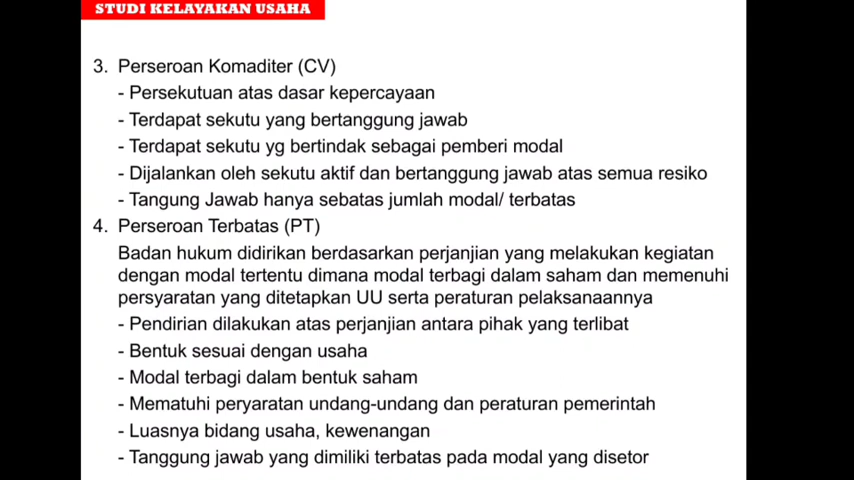 STUDI KELAYAKAN USAHA
3. Perseroan Komaditer (CV)
- Persekutuan atas dasar kepercayaan
- Terdapat sekutu yang bertanggung jawab
- Terdapat sekutu yg bertindak sebagai pemberi modal
- Dijalankan oleh sekutu aktif dan bertanggung jawab atas semua resiko
- Tangung Jawab hanya sebatas jumlah modal/ terbatas
4. Perseroan Terbatas (PT)
Badan hukum didirikan berdasarkan perjanjian yang melakukan kegiatan
dengan modal tertentu dimana modal terbagi dalam saham dan memenuhi
persyaratan yang ditetapkan UU serta peraturan pelaksanaannya
- Pendirian dilakukan atas perjanjian antara pihak yang terlibat
- Bentuk sesuai dengan usaha
- Modal terbagi dalam bentuk saham
- Mematuhi peryaratan undang-undang dan peraturan pemerintah
- Luasnya bidang usaha, kewenangan
- Tanggung jawab yang dimiliki terbatas pada modal yang disetor